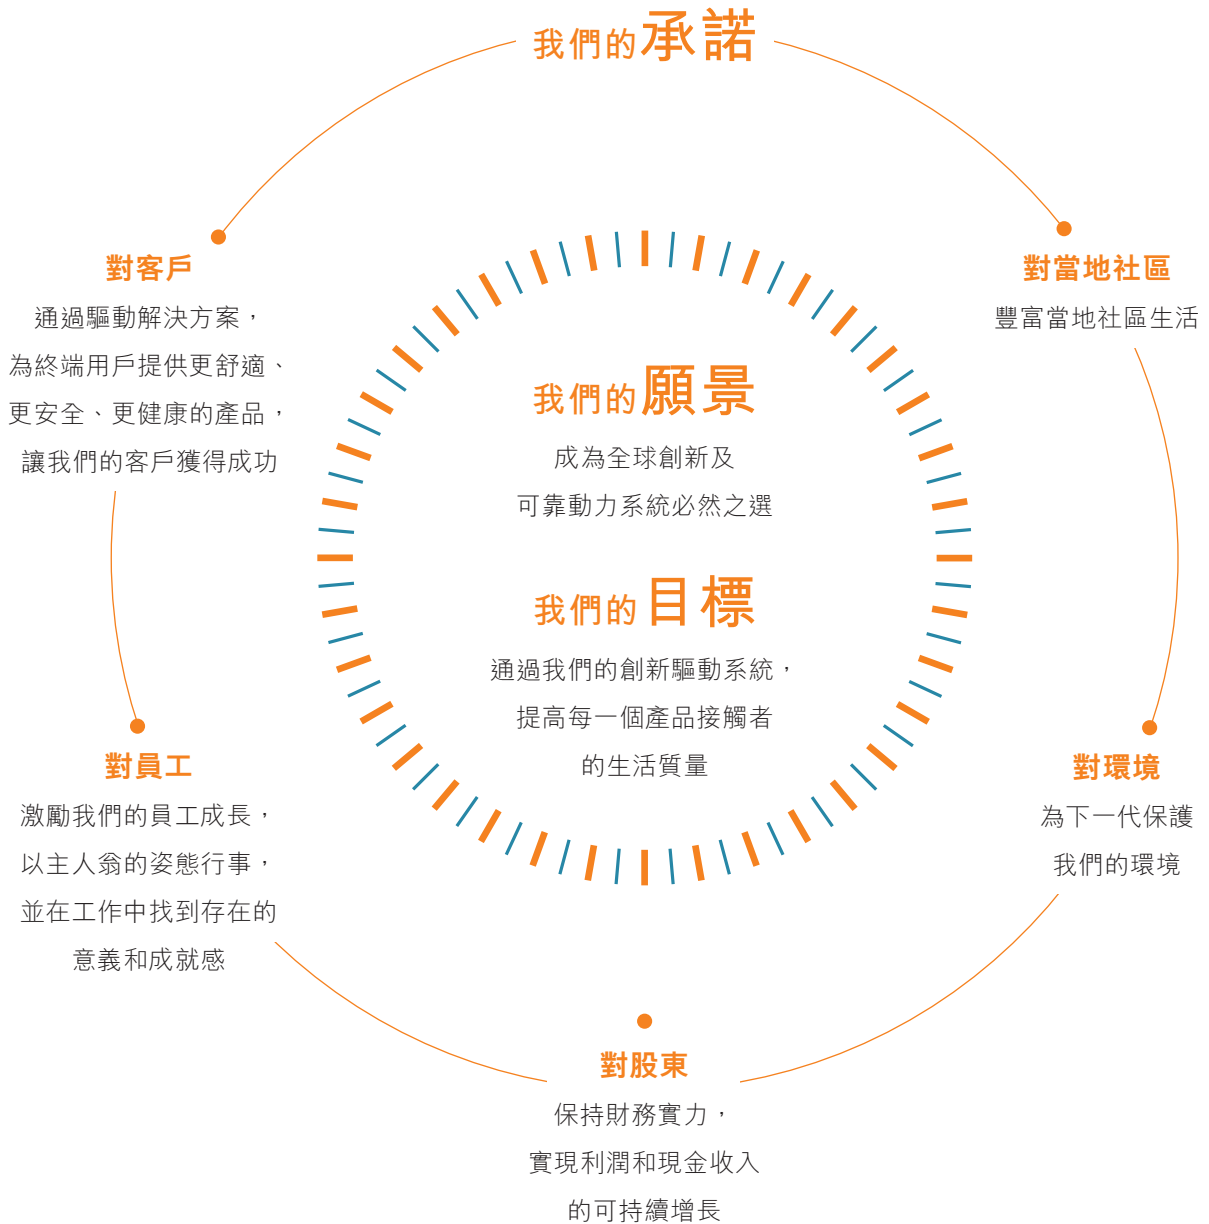 我們的承諾
對客戶
通過驅動解決方案，
為終端用戶提供更舒適、
更安全、更健康的產品，
讓我們的客戶獲得成功
對當地社區
豐富當地社區生活
我們的願景
成為全球創新及
可靠動力系統必然之選
我們的目標
通過我們的創新驅動系統，
提高每一個產品接觸者
的生活質量
對員工
激勵我們的員工成長，
以主人翁的姿態行事，
並在工作中找到存在的
意義和成就感
對環境
為下一代保護
我們的環境
對股東
保持財務實力，
實現利潤和現金收入
的可持續增長